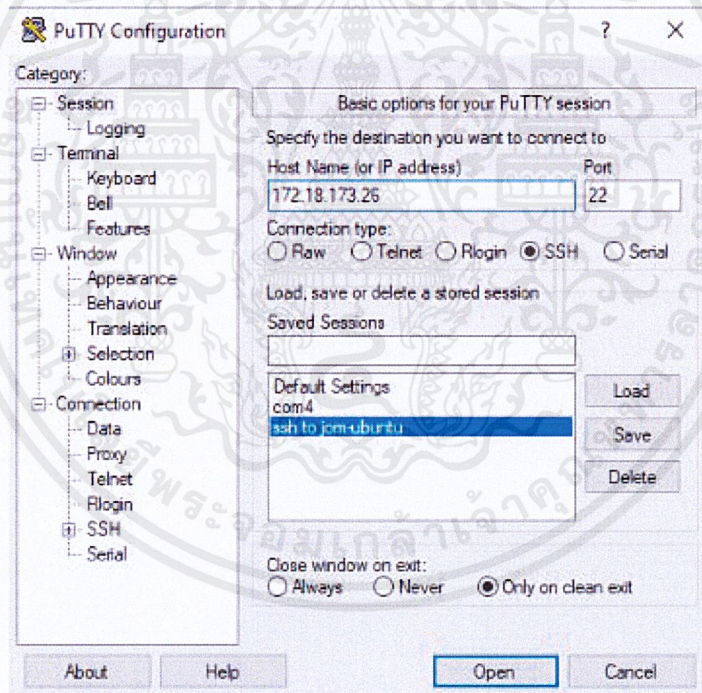 PuTTY Configuration ? ×
Category:
Session
Logging
Terminal
Keyboard
Bell
Features
Window
Appearance
Behaviour
Translation
Selection
Colours
Connection
Data
Proxy
Telnet
Rlogin
SSH
Serial
Basic options for your PuTTY session
Specify the destination you want to connect to
Host Name (or IP address) Port
172.18.173.26 22
Connection type:
Raw Telnet Rlogin SSH Serial
Load, save or delete a stored session
Saved Sessions
Default Settings
com4
ssh to jom-ubuntu
Load
Save
Delete
Close window on exit:
Always Never Only on clean exit
About Help Open Cancel